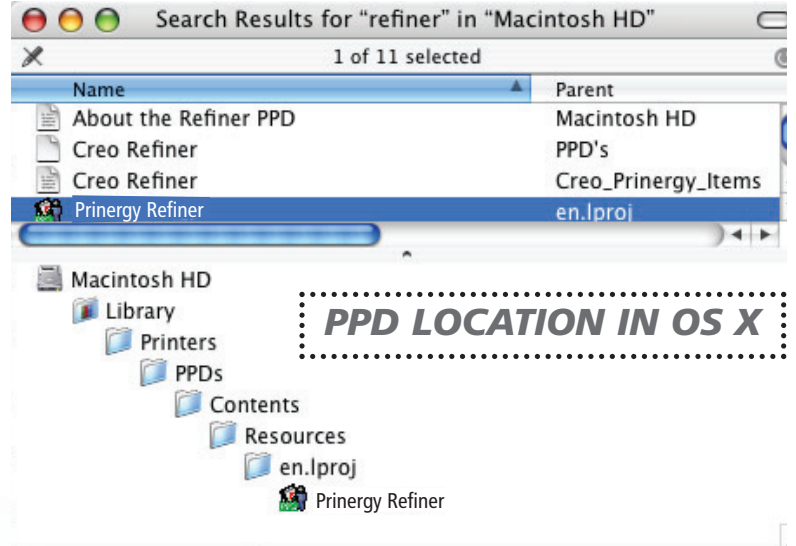 Search Results for “refiner” in “Macintosh HD”
1 of 11 selected
Name Parent
About the Refiner PPD Macintosh HD
Creo Refiner PPD's
Creo Refiner Creo_Prinergy_Items
Prinergy Refiner en.lproj
Macintosh HD
Library
PPD LOCATION IN OS X
Printers
PPDs
Contents
Resources
en.lproj
Prinergy Refiner